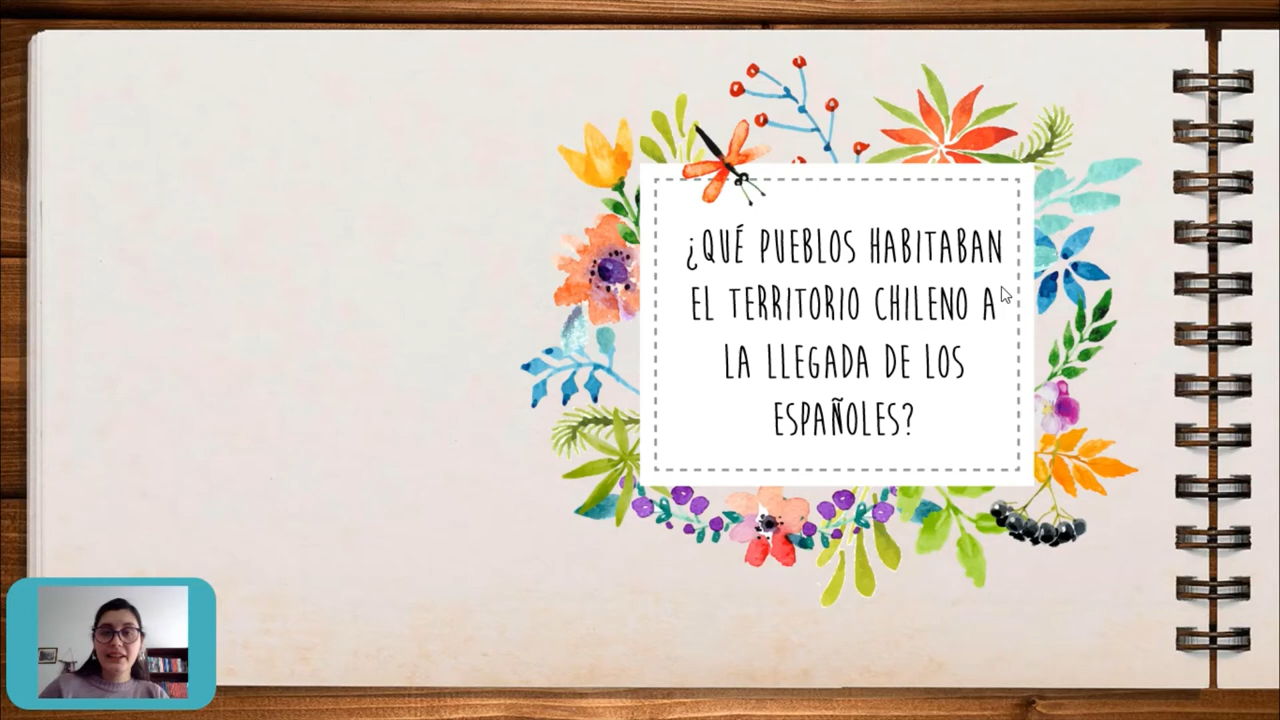 ¿QUÉ PUEBLOS HABITABAN
EL TERRITORIO CHILENO A
LA LLEGADA DE LOS
ESPAÑOLES?